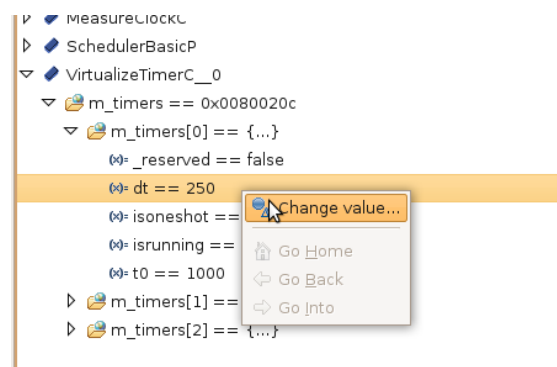 MeasureClockC
SchedulerBasicP
VirtualizeTimerC__0
m_timers == 0x0080020c
m_timers[0] == {...}
(x)= _reserved == false
(x)= dt == 250
Change value...
(x)= isoneshot ==
(x)= isrunning ==
Go Home
(x)= t0 == 1000
Go Back
m_timers[1] ==
Go Into
m_timers[2] == {...}